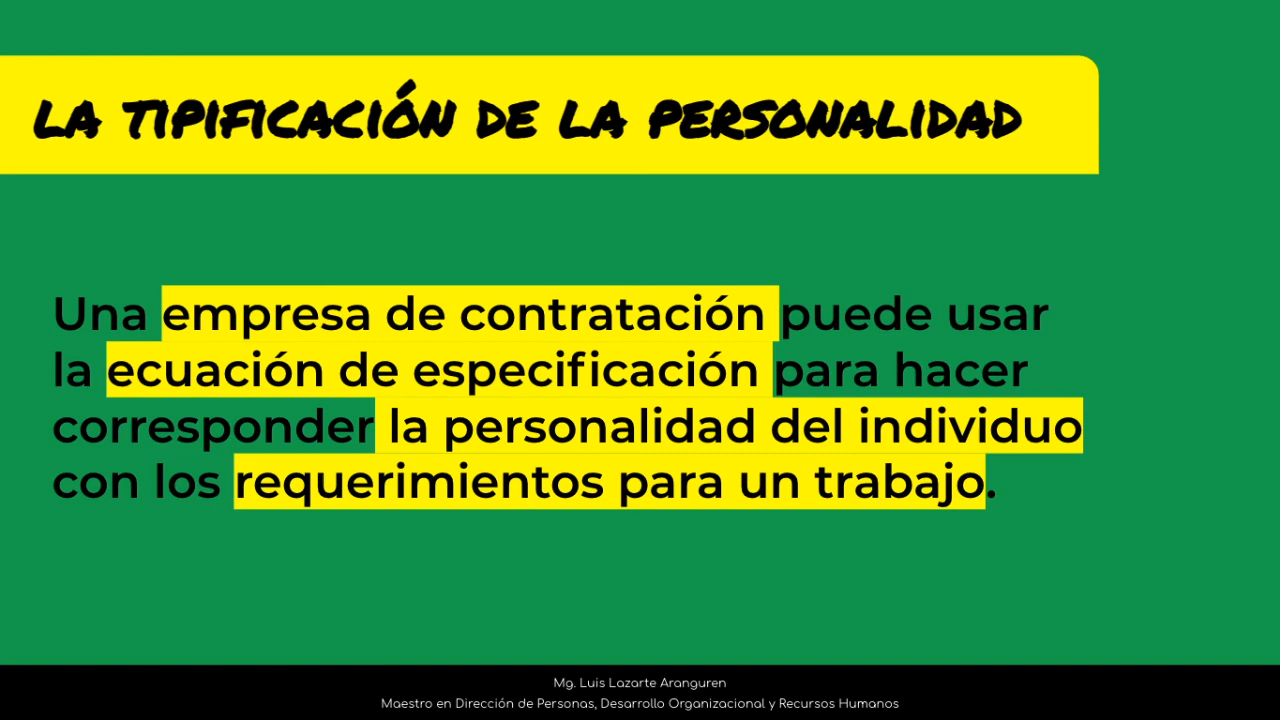 LA TIPIFICACIÓN DE LA PERSONALIDAD
Una empresa de contratación puede usar
la ecuación de especificación para hacer
corresponder la personalidad del individuo
con los requerimientos para un trabajo.
Mg. Luis Lazarte Aranguren
Maestro en Dirección de Personas, Desarrollo Organizacional y Recursos Humanos